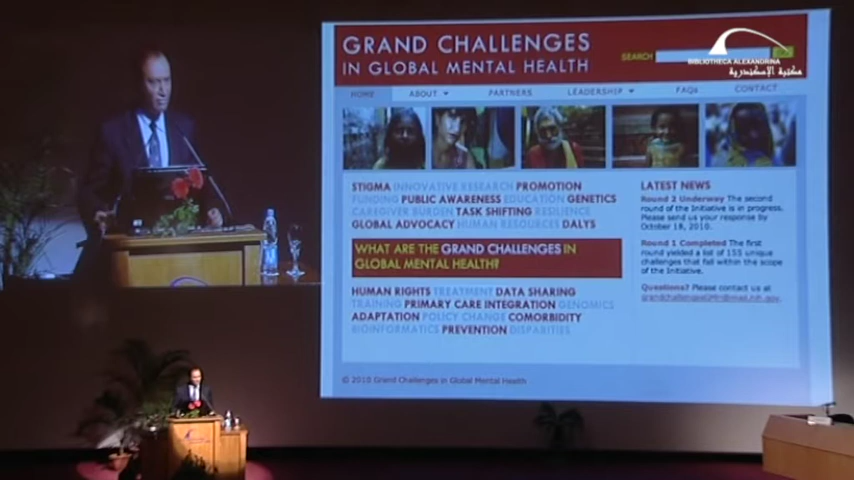 GRAND CHALLENGES
IN GLOBAL MENTAL HEALTH
SEARCH
BIBLIOTHECA ALEXANDRINA
مكتبة الإسكندرية
HOME ABOUT PARTNERS LEADERSHIP FAQs CONTACT
STIGMA INNOVATIVE RESEARCH PROMOTION
FUNDING PUBLIC AWARENESS EDUCATION GENETICS
CAREGIVER BURDEN TASK SHIFTING RESILIENCE
GLOBAL ADVOCACY HUMAN RESOURCES DALYS
WHAT ARE THE GRAND CHALLENGES IN
GLOBAL MENTAL HEALTH?
HUMAN RIGHTS TREATMENT DATA SHARING
TRAINING PRIMARY CARE INTEGRATION GENOMICS
ADAPTATION POLICY CHANGE COMORBIDITY
BIOINFORMATICS PREVENTION DISPARITIES
LATEST NEWS
Round 2 Underway The second
round of the Initiative is in progress.
Please send us your response by
October 18, 2010.
Round 1 Completed The first
round yielded a list of 155 unique
challenges that fall within the scope
of the Initiative.
Questions? Please contact us at
© 2010 Grand Challenges in Global Mental Health